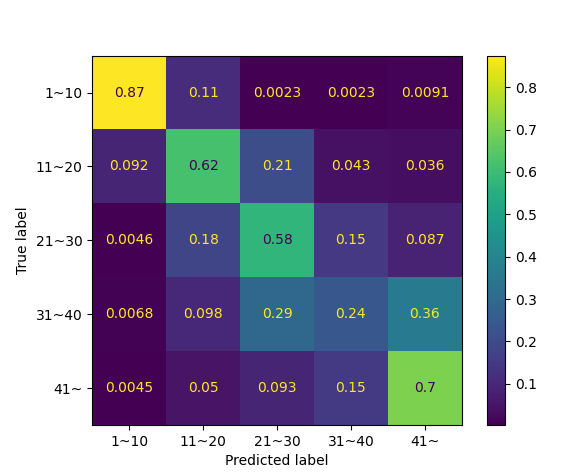 1~10 0.87 0.11 0.0023 0.0023 0.0091
11~20 0.092 0.62 0.21 0.043 0.036
21~30 0.0046 0.18 0.58 0.15 0.087
31~40 0.0068 0.098 0.29 0.24 0.36
41~ 0.0045 0.05 0.093 0.15 0.7
1~10 11~20 21~30 31~40 41~
Predicted label
True label
0.8
0.7
0.6
0.5
0.4
0.3
0.2
0.1